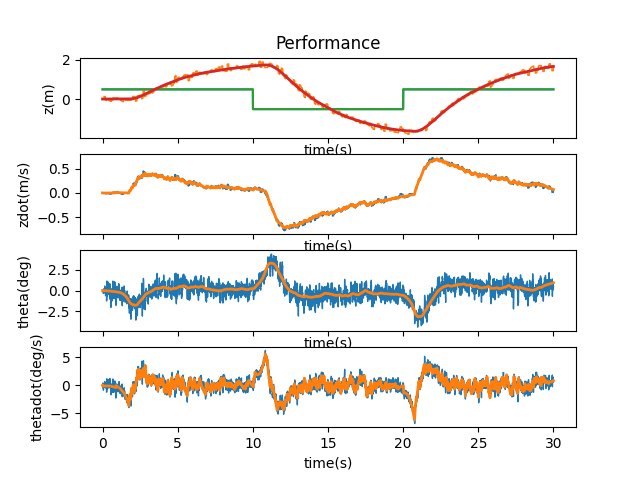 Performance
z(m)
2
0
time(s)
zdot(m/s)
0.5
0.0
−0.5
time(s)
theta(deg)
2.5
0.0
−2.5
time(s)
thetadot(deg/s)
5
0
−5
0 5 10 15 20 25 30
time(s)